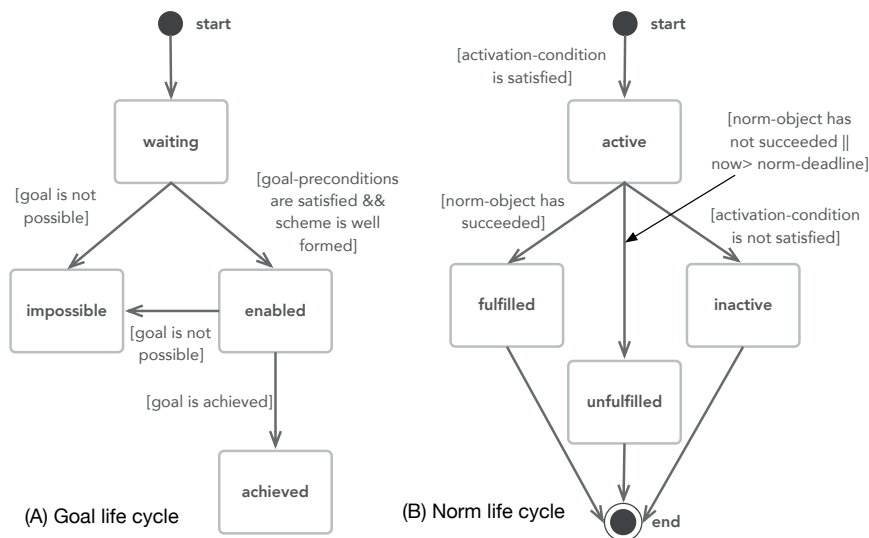 start
waiting
[goal is not
possible]
[goal-preconditions
are satisfied &&
scheme is well
formed]
impossible
enabled
[goal is not
possible]
[goal is achieved]
achieved
(A) Goal life cycle
start
[activation-condition
is satisfied]
active
[norm-object has
not succeeded ||
now> norm-deadline]
[norm-object has
succeeded]
[activation-condition
is not satisfied]
fulfilled
inactive
unfulfilled
(B) Norm life cycle
end